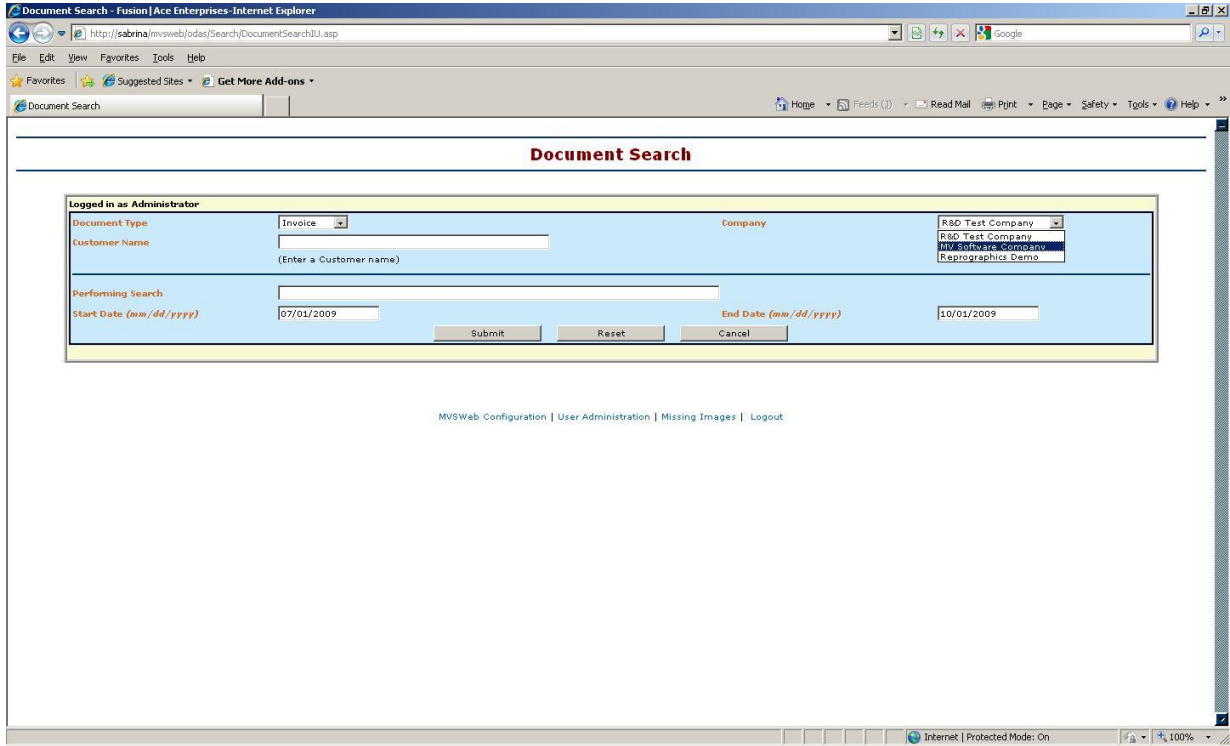 Document Search - Fusion | Ace Enterprises-Internet Explorer
http://sabrina/mvsweb/odas/Search/DocumentSearchIU.asp
Google
File Edit View Favorites Tools Help
Favorites Suggested Sites Get More Add-ons
Document Search Home Feeds (J) Read Mail Print Page Safety Tools Help »
Document Search
Logged in as Administrator
Document Type Invoice Company R&D Test Company
R&D Test Company
Customer Name MV Software Company
(Enter a Customer name) Reprographics Demo
Performing Search
Start Date (mm/dd/yyyy) 07/01/2009 End Date (mm/dd/yyyy) 10/01/2009
Submit Reset Cancel
MVSWeb Configuration | User Administration | Missing Images | Logout
Internet | Protected Mode: On 100%